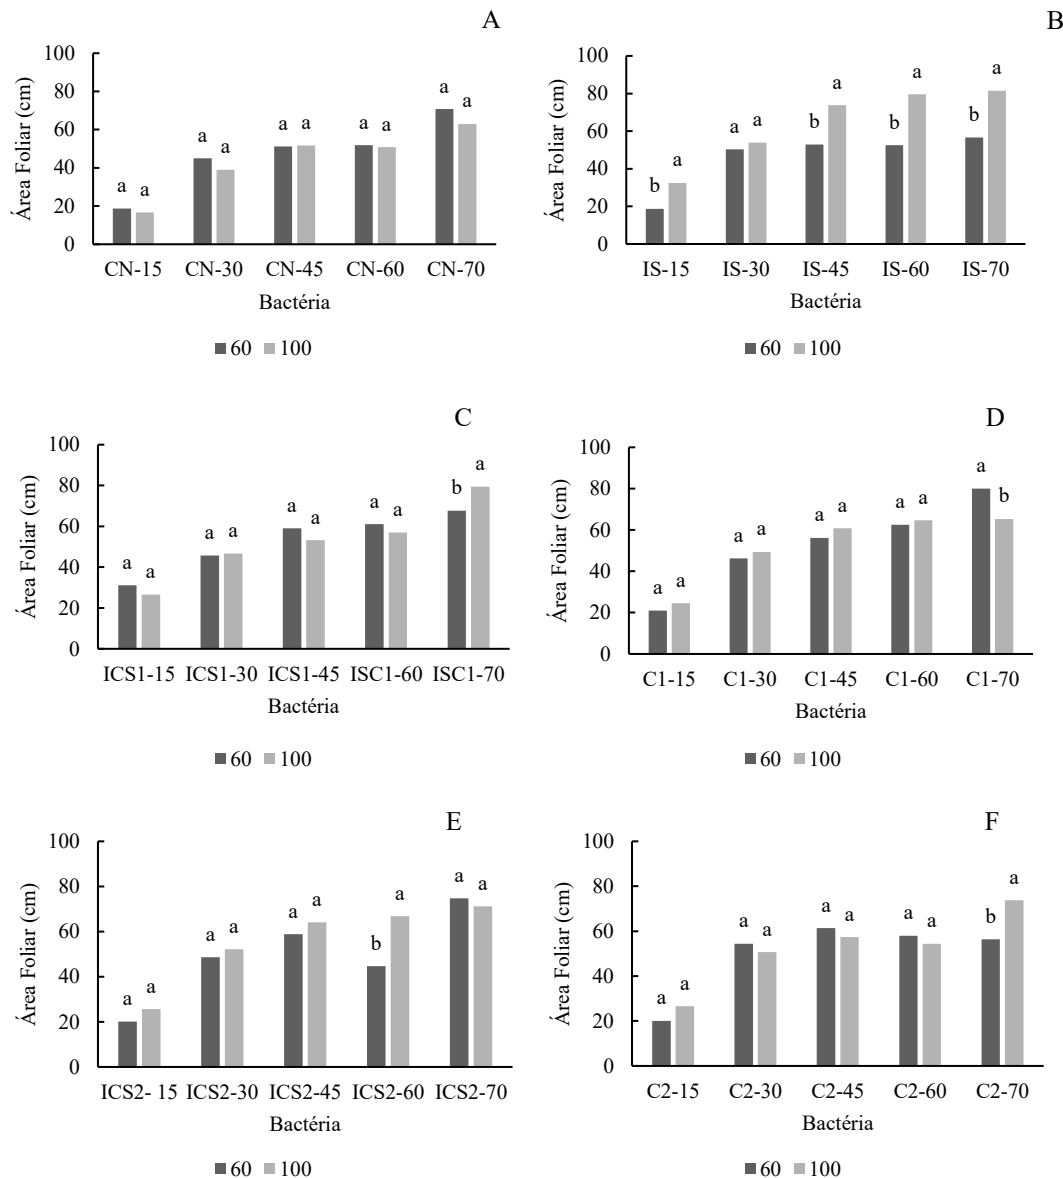 A
Área Foliar (cm)
100
80
60
40
20
0
a a a a a a a a a a
CN-15 CN-30 CN-45 CN-60 CN-70
Bactéria
60 100
B
Área Foliar (cm)
100
80
60
40
20
0
b a a a b a b a b a
IS-15 IS-30 IS-45 IS-60 IS-70
Bactéria
60 100
C
Área Foliar (cm)
100
80
60
40
20
0
a a a a a a a a b a
ICS1-15 ICS1-30 ICS1-45 ISC1-60 ISC1-70
Bactéria
60 100
D
Área Foliar (cm)
100
80
60
40
20
0
a a a a a a a a a b
C1-15 C1-30 C1-45 C1-60 C1-70
Bactéria
60 100
E
Área Foliar (cm)
100
80
60
40
20
0
a a a a a a b a a a
ICS2- 15 ICS2-30 ICS2-45 ICS2-60 ICS2-70
Bactéria
60 100
F
Área Foliar (cm)
100
80
60
40
20
0
a a a a a a a a b a
C2-15 C2-30 C2-45 C2-60 C2-70
Bactéria
60 100